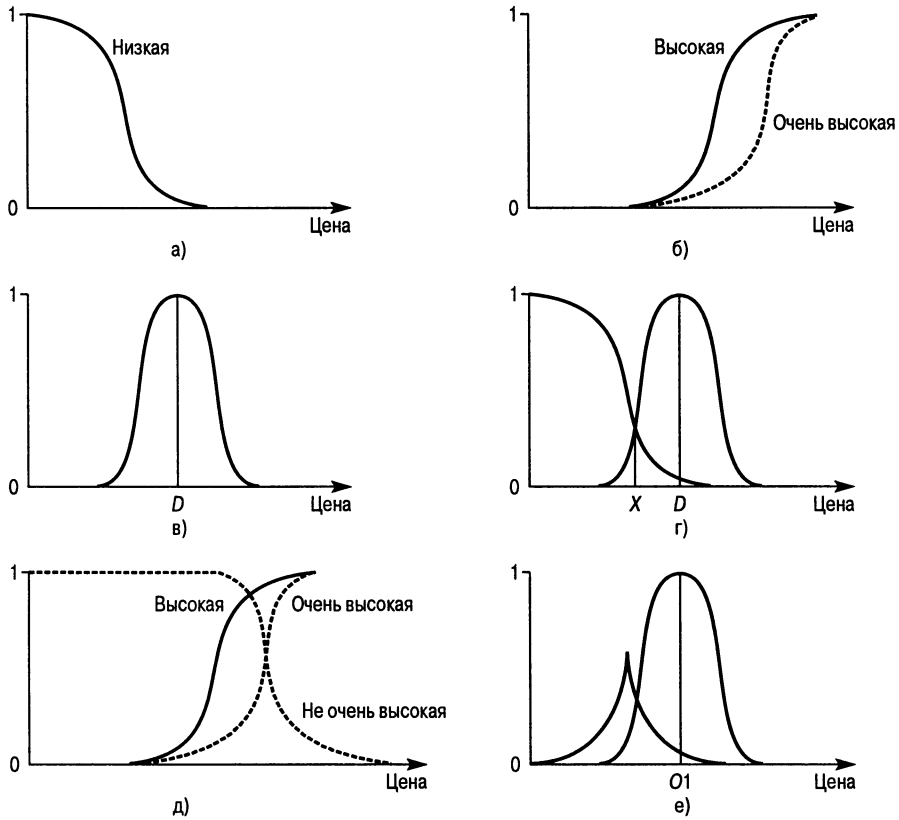 1
Низкая
0
Цена
а)
1
Высокая
Очень высокая
0
Цена
б)
1
0
D
Цена
в)
1
0
X D
Цена
г)
1
Высокая
Очень высокая
Не очень высокая
0
Цена
д)
1
0
O1
Цена
е)